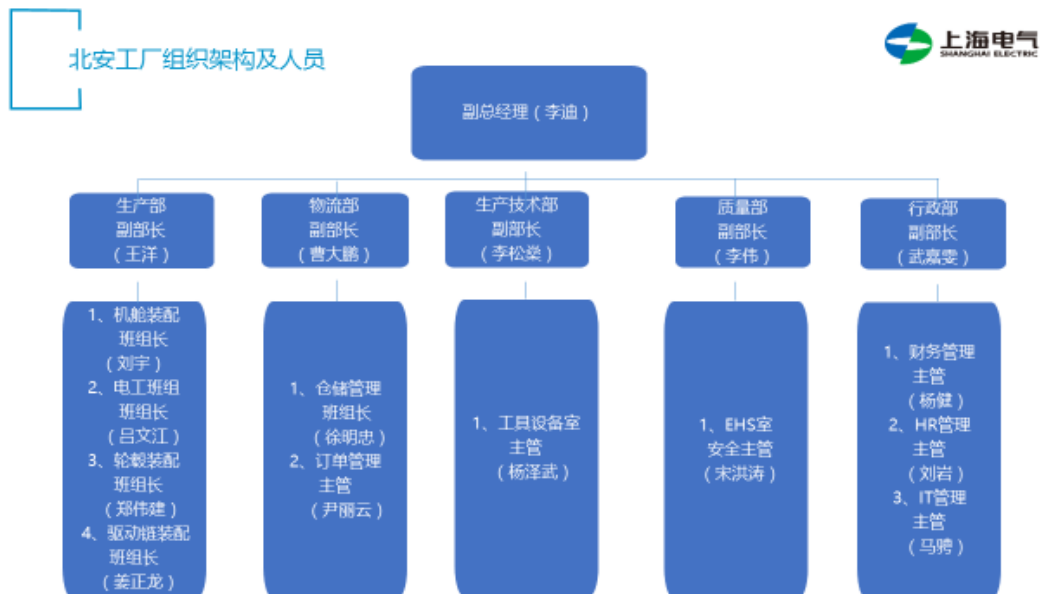 北安工厂组织架构及人员
上海电气
SHANGHAI ELECTRIC
副总经理（李迪）
生产部
副部长
（王洋）
物流部
副部长
（曹大鹏）
生产技术部
副部长
（李松燊）
质量部
副部长
（李伟）
行政部
副部长
（武嘉雯）
1、机舱装配
班组长
（刘宇）
2、电工班组
班组长
（吕文江）
3、轮毂装配
班组长
（郑伟建）
4、驱动链装配
班组长
（姜正龙）
1、仓储管理
班组长
（徐明忠）
2、订单管理
主管
（尹丽云）
1、工具设备室
主管
（杨泽武）
1、EHS室
安全主管
（宋洪涛）
1、财务管理
主管
（杨健）
2、HR管理
主管
（刘岩）
3、IT管理
主管
（马骋）